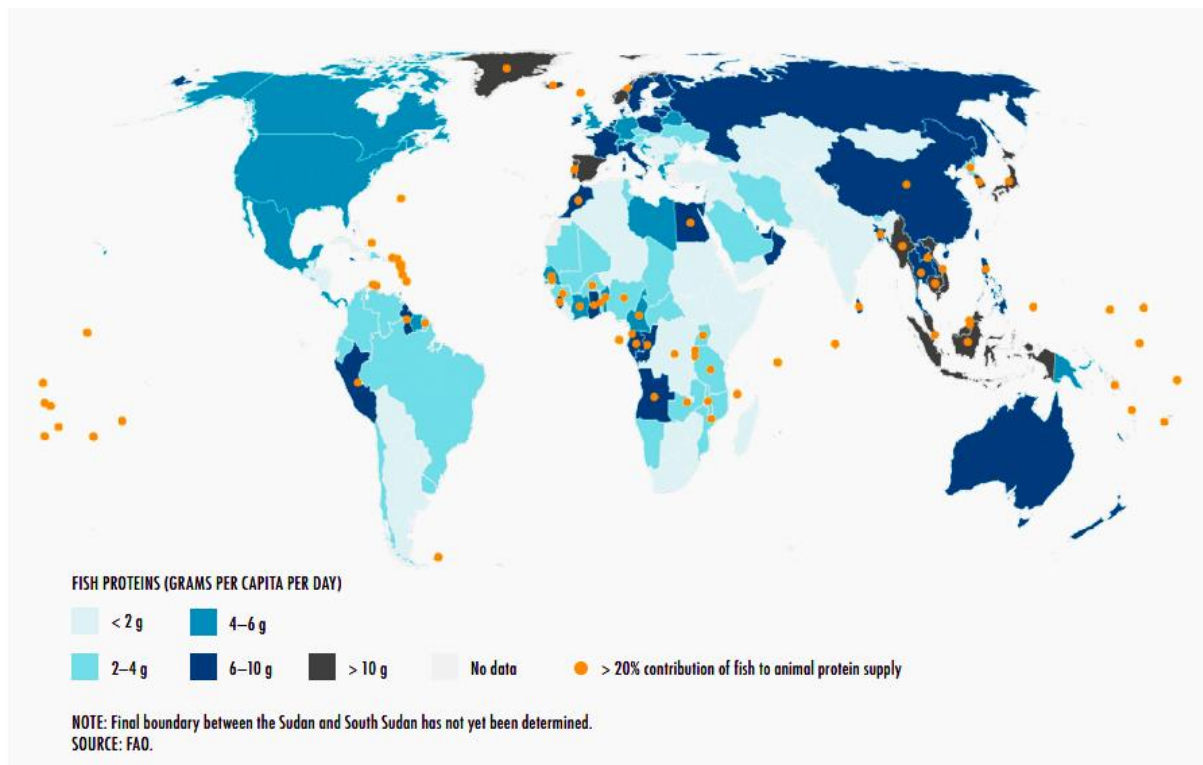 FISH PROTEINS (GRAMS PER CAPITA PER DAY)
< 2 g
4–6 g
2–4 g
6–10 g
> 10 g
No data
> 20% contribution of fish to animal protein supply
NOTE: Final boundary between the Sudan and South Sudan has not yet been determined.
SOURCE: FAO.